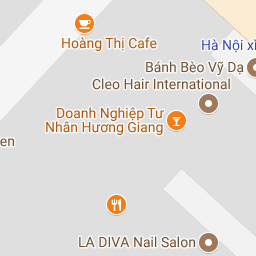 Hoàng Thị Cafe
Hà Nội xì
Bánh Bèo Vỹ Dạ
Cleo Hair International
Doanh Nghiệp Tư
Nhân Hương Giang
en
LA DIVA Nail Salon